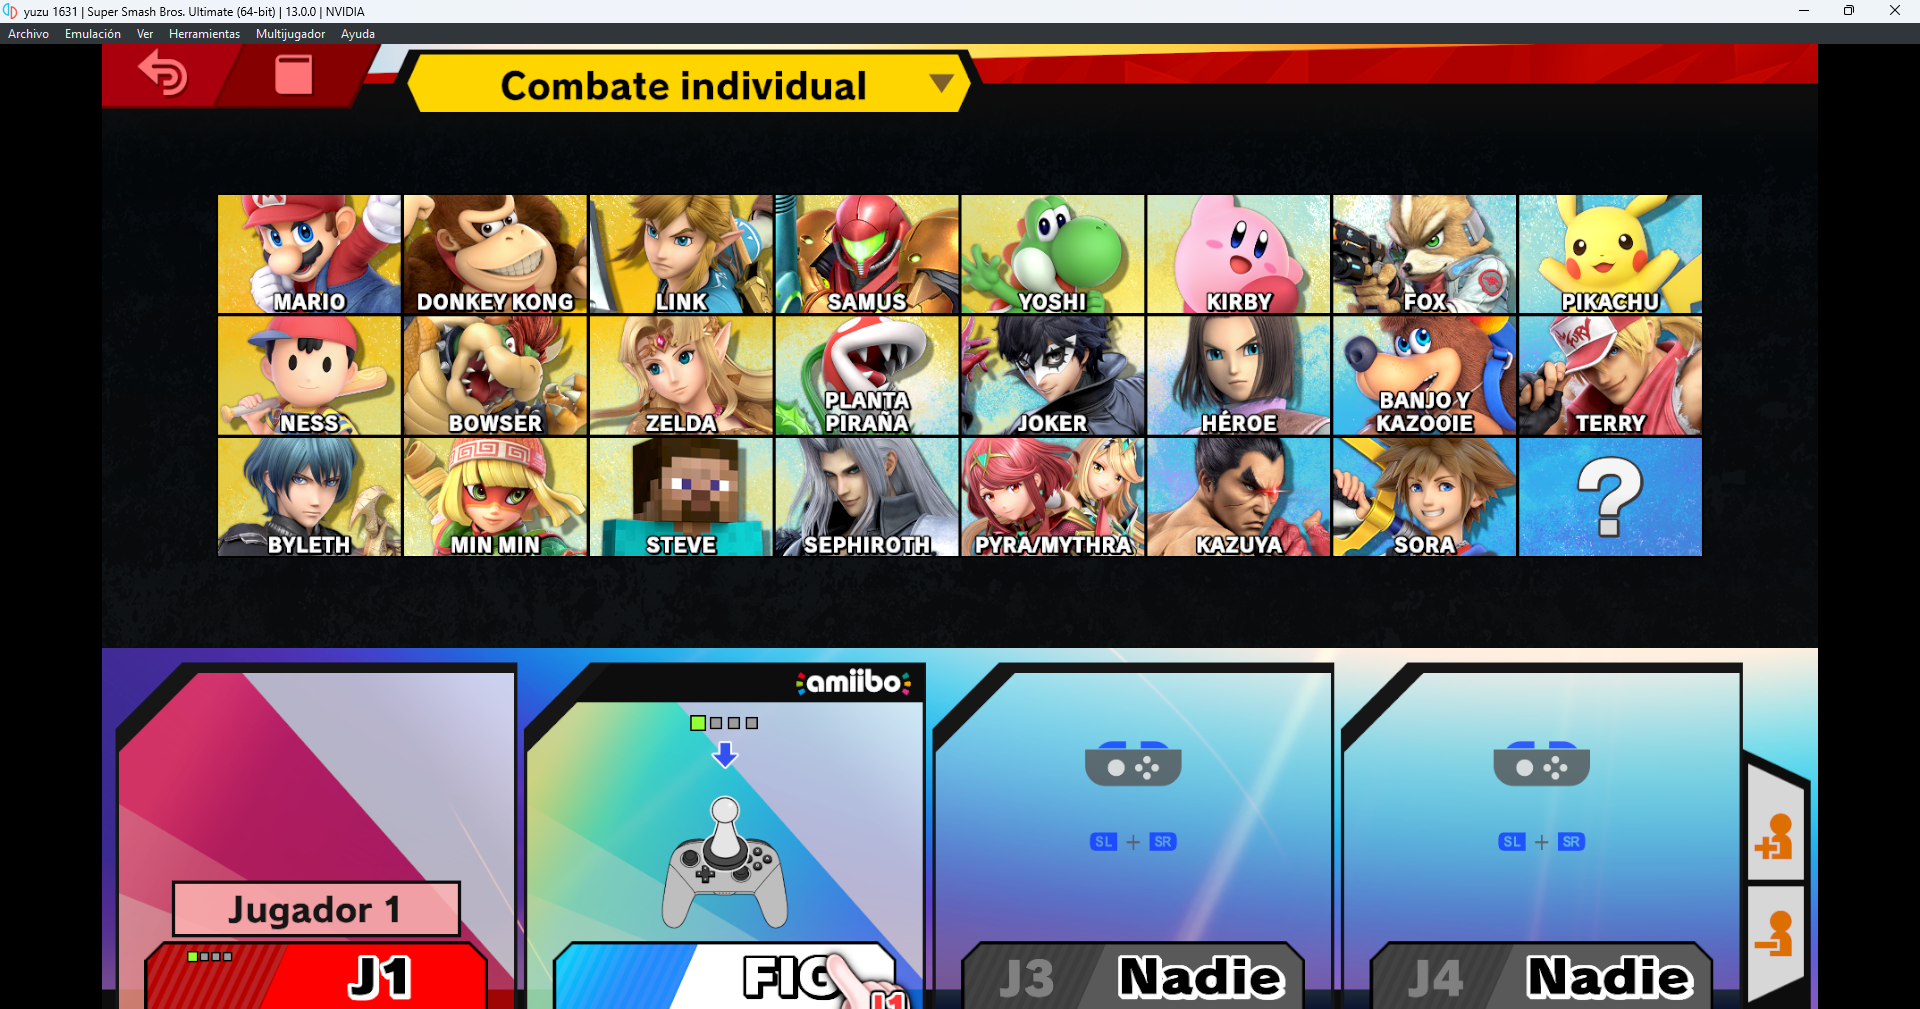 yuzu 1631 | Super Smash Bros. Ultimate (64-bit) | 13.0.0 | NVIDIA
Archivo Emulación Ver Herramientas Multijugador Ayuda
Combate individual
MARIO DONKEY KONG LINK SAMUS YOSHI KIRBY FOX PIKACHU
NESS BOWSER ZELDA PLANTA PIRAÑA JOKER HÉROE BANJO Y KAZOOIE TERRY
BYLETH MIN MIN STEVE SEPHIROTH PYRA/MYTHRA KAZUYA SORA ?
amiibo
SL + SR SL + SR
Jugador 1
J1 FIG J3 Nadie J4 Nadie
J1